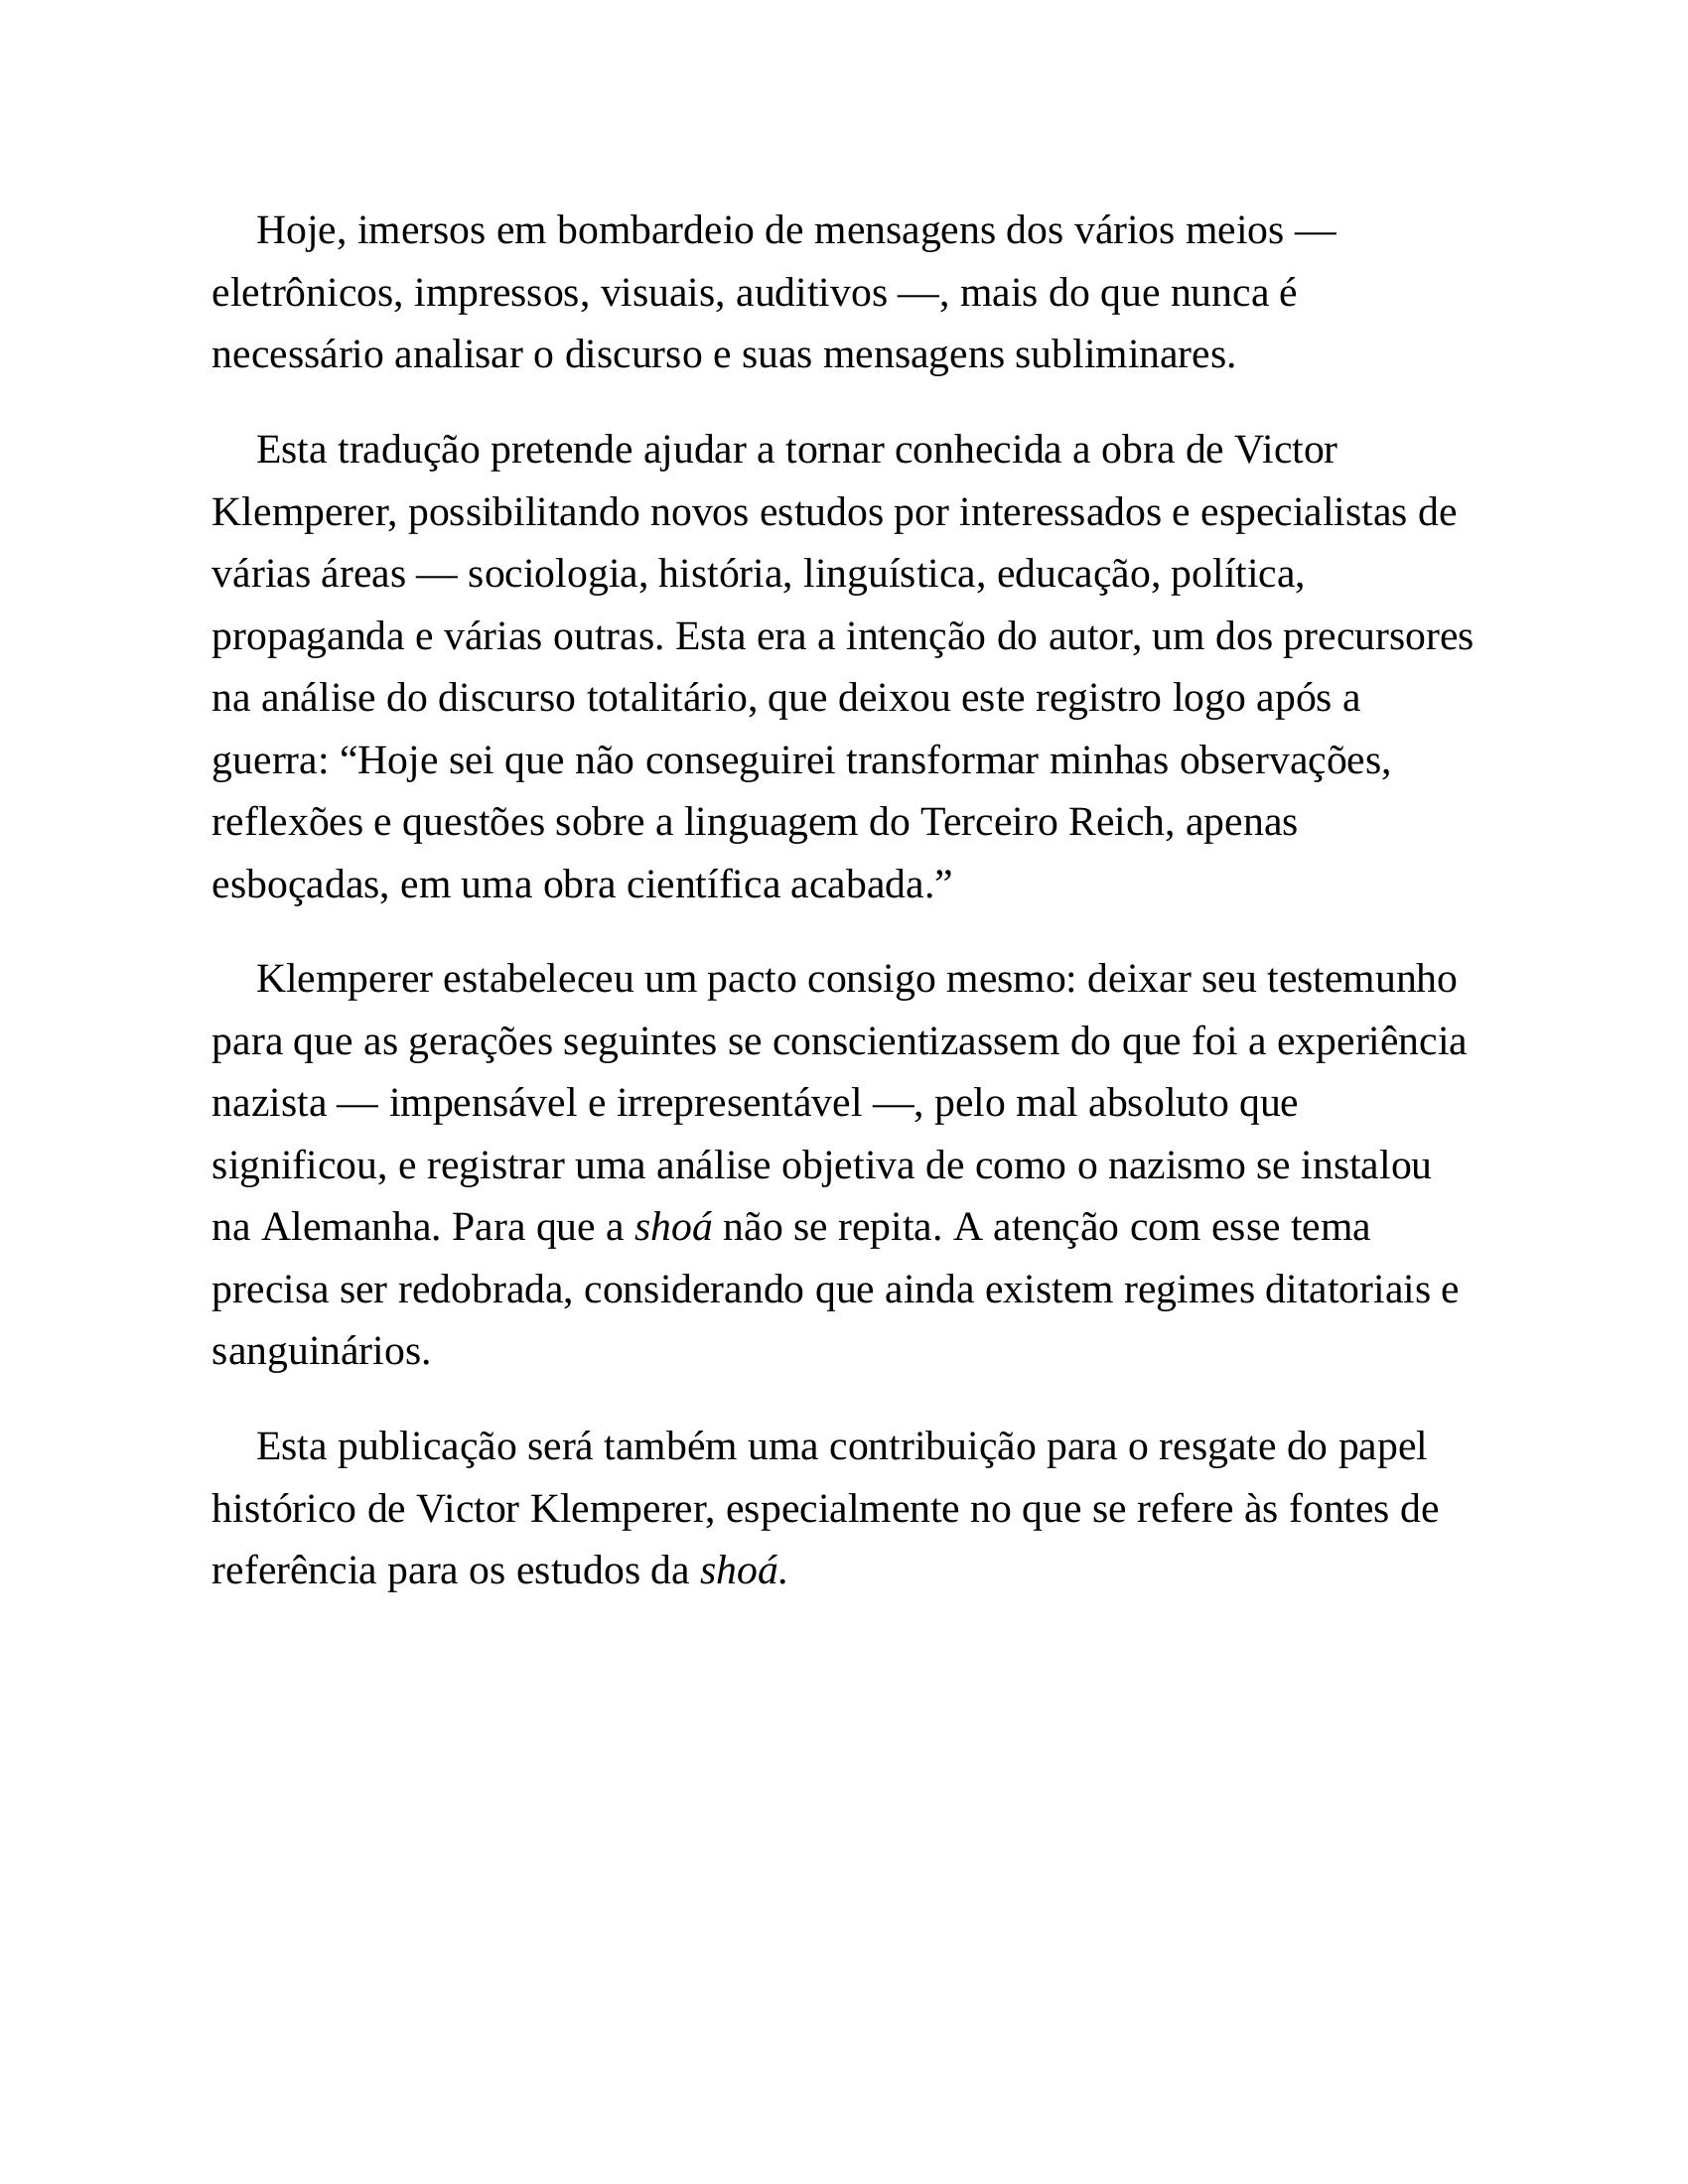 Hoje, imersos em bombardeio de mensagens dos vários meios —
eletrônicos, impressos, visuais, auditivos —, mais do que nunca é
necessário analisar o discurso e suas mensagens subliminares.
Esta tradução pretende ajudar a tornar conhecida a obra de Victor
Klemperer, possibilitando novos estudos por interessados e especialistas de
várias áreas — sociologia, história, linguística, educação, política,
propaganda e várias outras. Esta era a intenção do autor, um dos precursores
na análise do discurso totalitário, que deixou este registro logo após a
guerra: “Hoje sei que não conseguirei transformar minhas observações,
reflexões e questões sobre a linguagem do Terceiro Reich, apenas
esboçadas, em uma obra científica acabada.”
Klemperer estabeleceu um pacto consigo mesmo: deixar seu testemunho
para que as gerações seguintes se conscientizassem do que foi a experiência
nazista — impensável e irrepresentável —, pelo mal absoluto que
significou, e registrar uma análise objetiva de como o nazismo se instalou
na Alemanha. Para que a shoá não se repita. A atenção com esse tema
precisa ser redobrada, considerando que ainda existem regimes ditatoriais e
sanguinários.
Esta publicação será também uma contribuição para o resgate do papel
histórico de Victor Klemperer, especialmente no que se refere às fontes de
referência para os estudos da shoá.